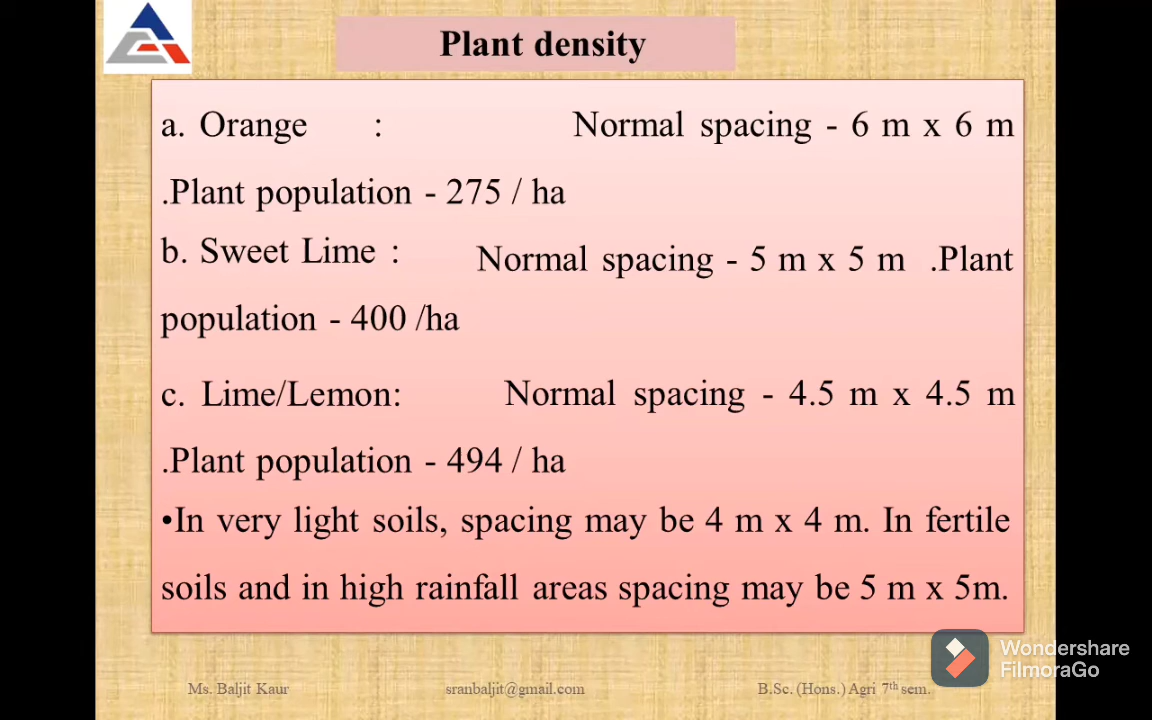 Plant density
a. Orange : Normal spacing - 6 m x 6 m
.Plant population - 275 / ha
b. Sweet Lime : Normal spacing - 5 m x 5 m .Plant
population - 400 /ha
c. Lime/Lemon: Normal spacing - 4.5 m x 4.5 m
.Plant population - 494 / ha
•In very light soils, spacing may be 4 m x 4 m. In fertile
soils and in high rainfall areas spacing may be 5 m x 5m.
Wondershare
FilmoraGo
Ms. Baljit Kaur sranbaljit@gmail.com B.Sc. (Hons.) Agri 7th sem.